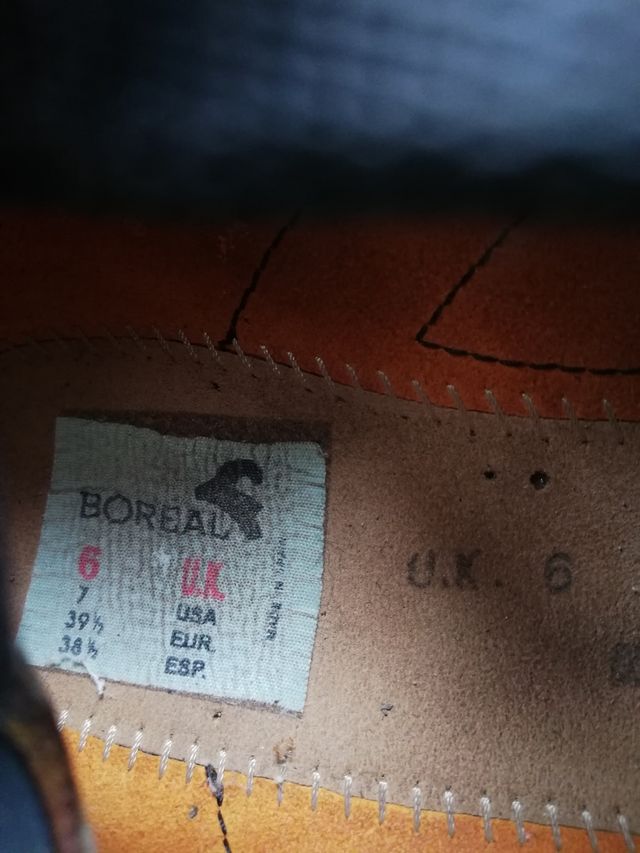 BOREAL
6 U.K.
7 USA
39½ EUR.
38½ ESP.
U.K. 6